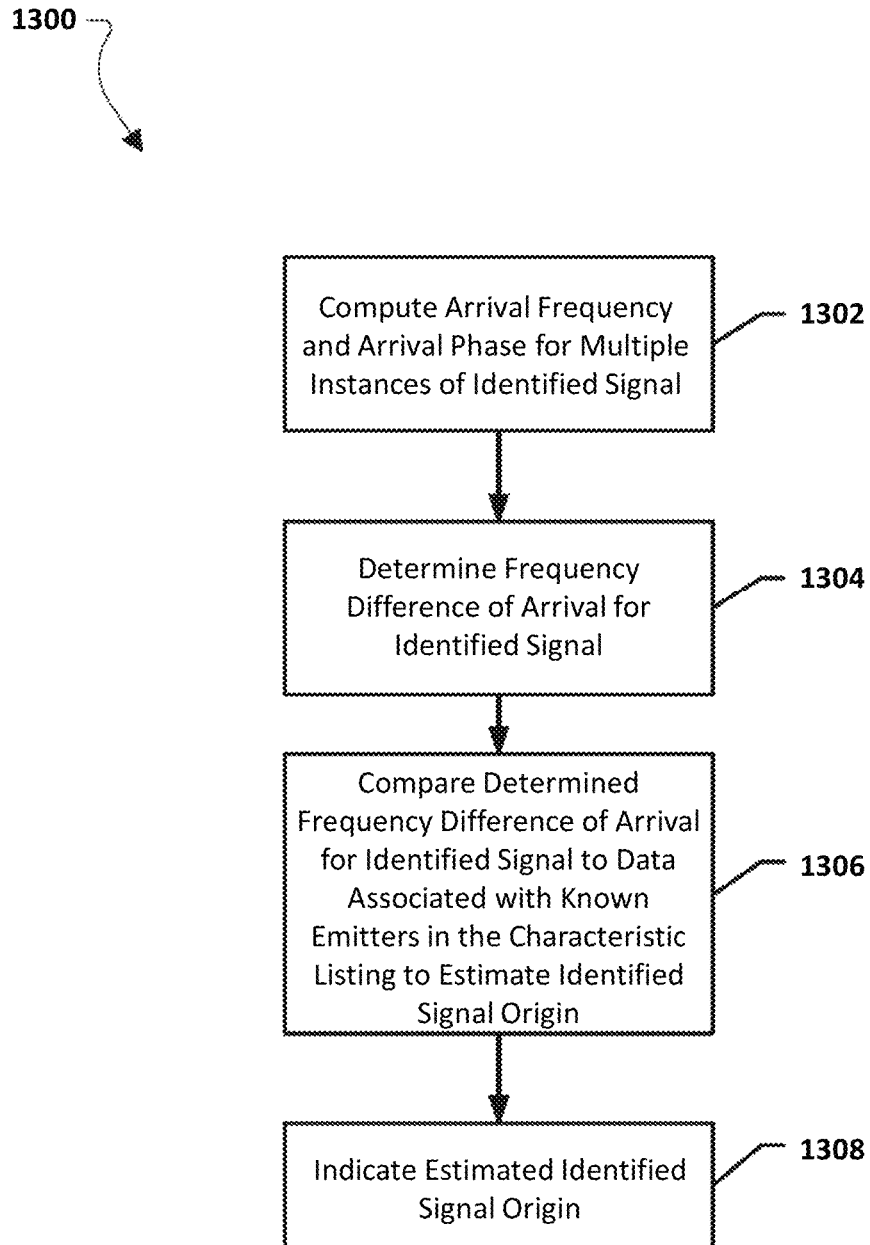 1300
Compute Arrival Frequency
and Arrival Phase for Multiple
Instances of Identified Signal
1302
Determine Frequency
Difference of Arrival for
Identified Signal
1304
Compare Determined
Frequency Difference of Arrival
for Identified Signal to Data
Associated with Known
Emitters in the Characteristic
Listing to Estimate Identified
Signal Origin
1306
Indicate Estimated Identified
Signal Origin
1308